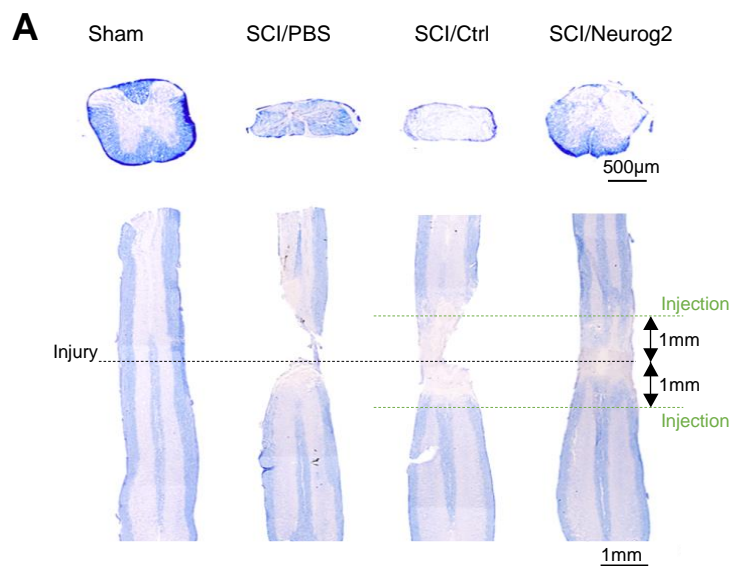 A
Sham SCI/PBS SCI/Ctrl SCI/Neurog2
500μm
Injection
1mm
Injury
1mm
Injection
1mm